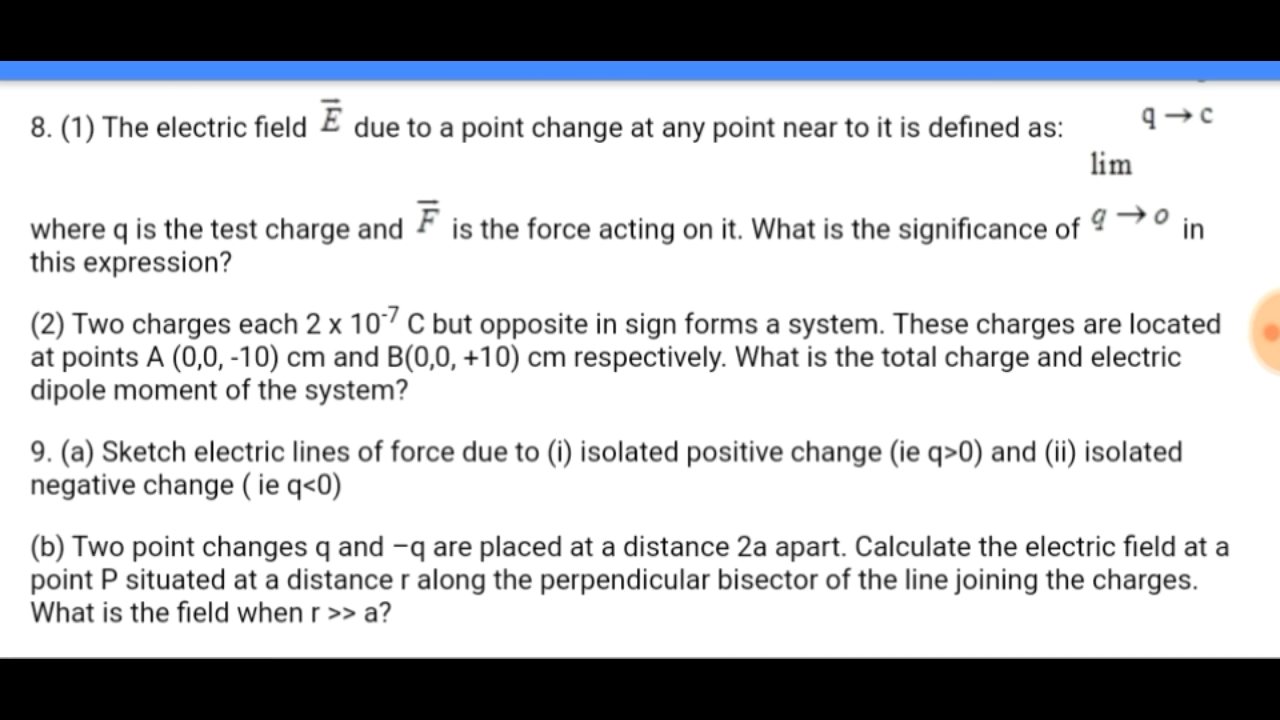 8. (1) The electric field E⃗ due to a point change at any point near to it is defined as: q → c
lim
where q is the test charge and F⃗ is the force acting on it. What is the significance of q → o in
this expression?
(2) Two charges each 2 x 10⁻⁷ C but opposite in sign forms a system. These charges are located
at points A (0,0, -10) cm and B(0,0, +10) cm respectively. What is the total charge and electric
dipole moment of the system?
9. (a) Sketch electric lines of force due to (i) isolated positive change (ie q>0) and (ii) isolated
negative change ( ie q<0)
(b) Two point changes q and −q are placed at a distance 2a apart. Calculate the electric field at a
point P situated at a distance r along the perpendicular bisector of the line joining the charges.
What is the field when r >> a?